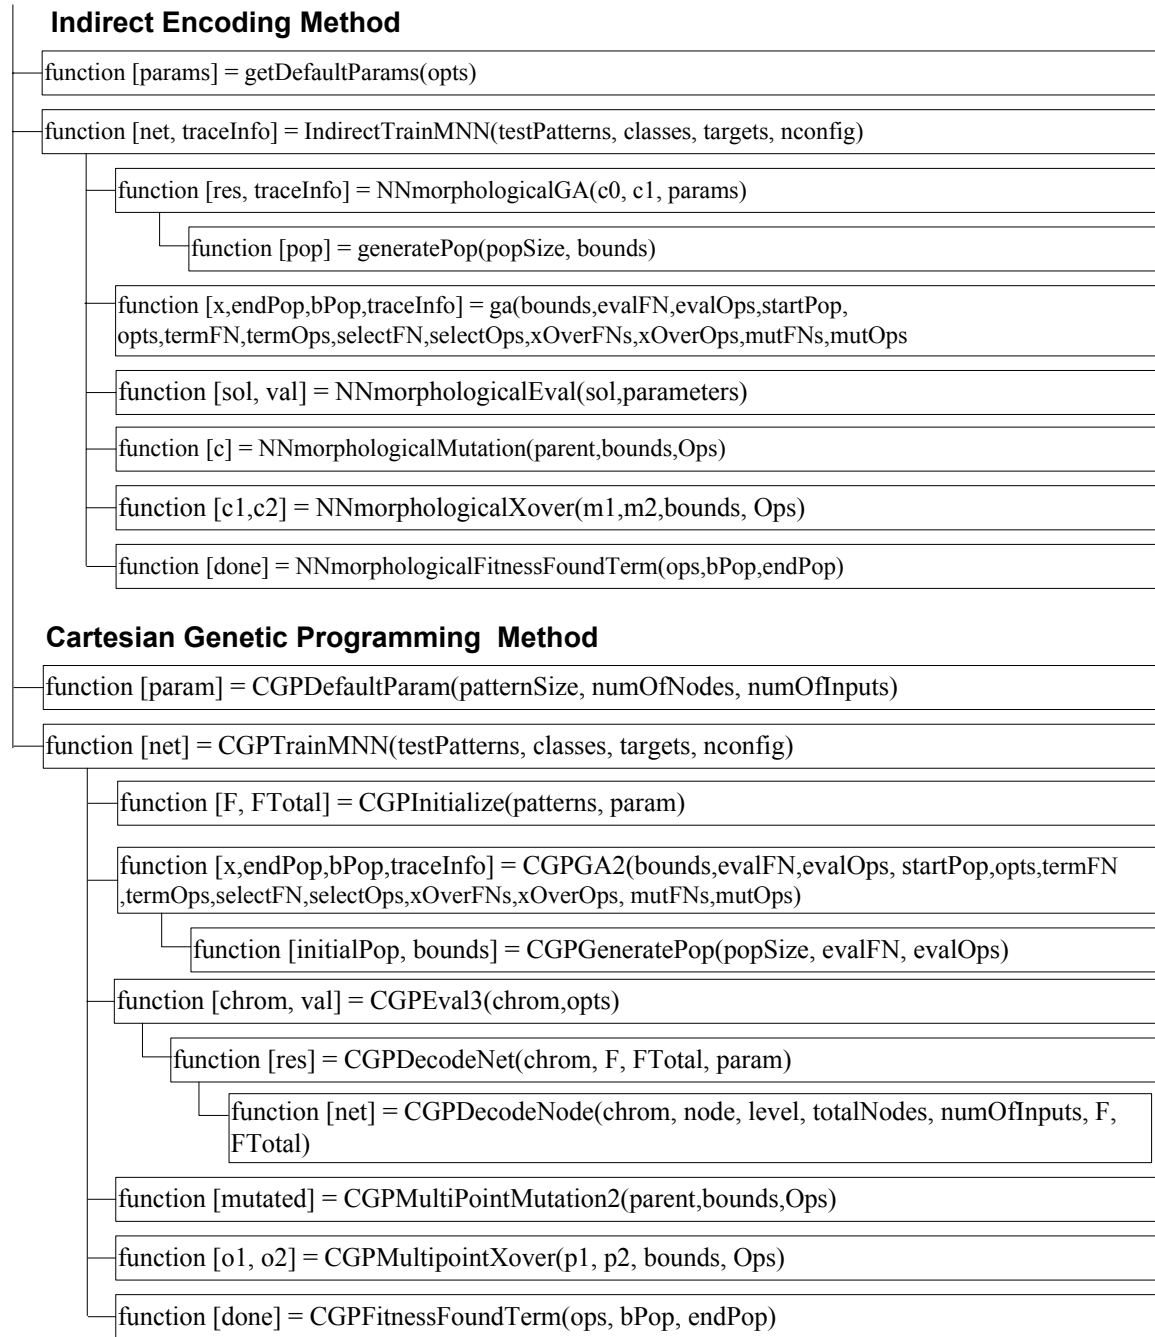 Indirect Encoding Method
function [params] = getDefaultParams(opts)
function [net, traceInfo] = IndirectTrainMNN(testPatterns, classes, targets, nconfig)
function [res, traceInfo] = NNmorphologicalGA(c0, c1, params)
function [pop] = generatePop(popSize, bounds)
function [x,endPop,bPop,traceInfo] = ga(bounds,evalFN,evalOps,startPop,
opts,termFN,termOps,selectFN,selectOps,xOverFNs,xOverOps,mutFNs,mutOps
function [sol, val] = NNmorphologicalEval(sol,parameters)
function [c] = NNmorphologicalMutation(parent,bounds,Ops)
function [c1,c2] = NNmorphologicalXover(m1,m2,bounds, Ops)
function [done] = NNmorphologicalFitnessFoundTerm(ops,bPop,endPop)
Cartesian Genetic Programming  Method
function [param] = CGPDefaultParam(patternSize, numOfNodes, numOfInputs)
function [net] = CGPTrainMNN(testPatterns, classes, targets, nconfig)
function [F, FTotal] = CGPInitialize(patterns, param)
function [x,endPop,bPop,traceInfo] = CGPGA2(bounds,evalFN,evalOps, startPop,opts,termFN
,termOps,selectFN,selectOps,xOverFNs,xOverOps, mutFNs,mutOps)
function [initialPop, bounds] = CGPGeneratePop(popSize, evalFN, evalOps)
function [chrom, val] = CGPEval3(chrom,opts)
function [res] = CGPDecodeNet(chrom, F, FTotal, param)
function [net] = CGPDecodeNode(chrom, node, level, totalNodes, numOfInputs, F,
FTotal)
function [mutated] = CGPMultiPointMutation2(parent,bounds,Ops)
function [o1, o2] = CGPMultipointXover(p1, p2, bounds, Ops)
function [done] = CGPFitnessFoundTerm(ops, bPop, endPop)